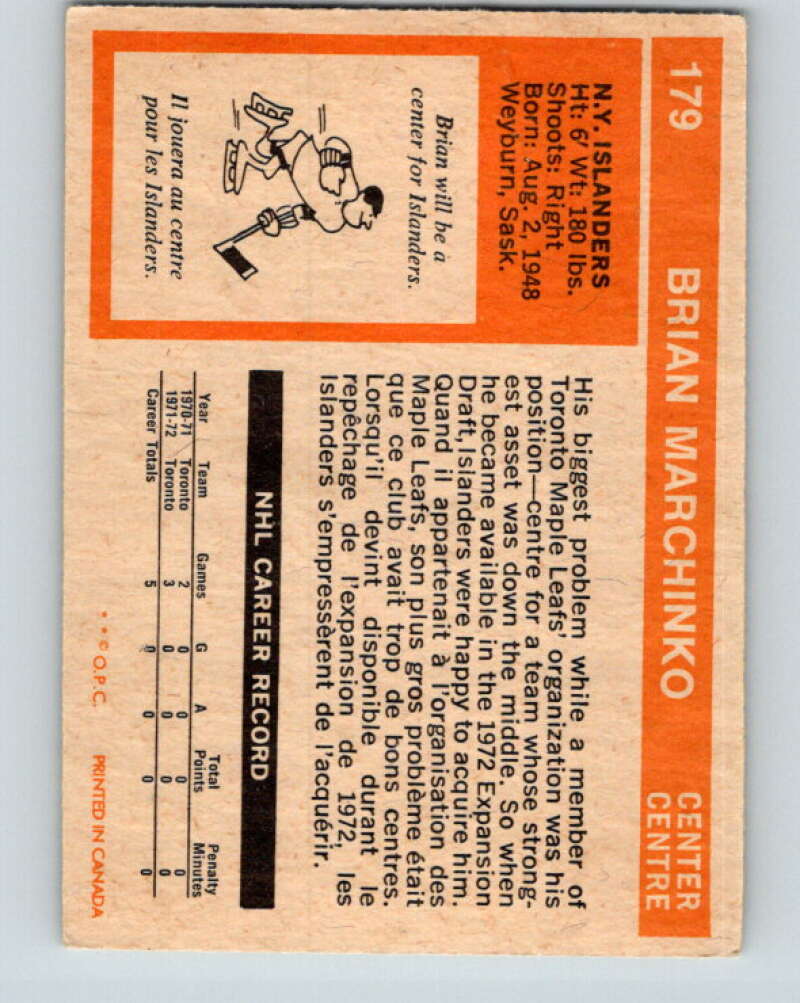 179 BRIAN MARCHINKO CENTER
CENTRE
N.Y. ISLANDERS
Ht: 6' Wt: 180 lbs.
Shoots: Right
Born: Aug. 2, 1948
Weyburn, Sask.
Brian will be a
center for Islanders.
Il jouera au centre
pour les Islanders.
His biggest problem while a member of
Toronto Maple Leafs' organization was his
position—centre for a team whose strong-
est asset was down the middle. So when
he became available in the 1972 Expansion
Draft, Islanders were happy to acquire him.
Quand il appartenait à l'organisation des
Maple Leafs, son plus gros problème était
que ce club avait trop de bons centres.
Lorsqu'il devint disponible durant le
repêchage de l'expansion de 1972, les
Islanders s'empressèrent de l'acquérir.
NHL CAREER RECORD
Year Team Games G A Total Points Penalty Minutes
1970-71 Toronto 2 0 0 0 0
1971-72 Toronto 3 0 0 0 0
Career Totals 5 0 0 0 0
* * © O.P.C. PRINTED IN CANADA